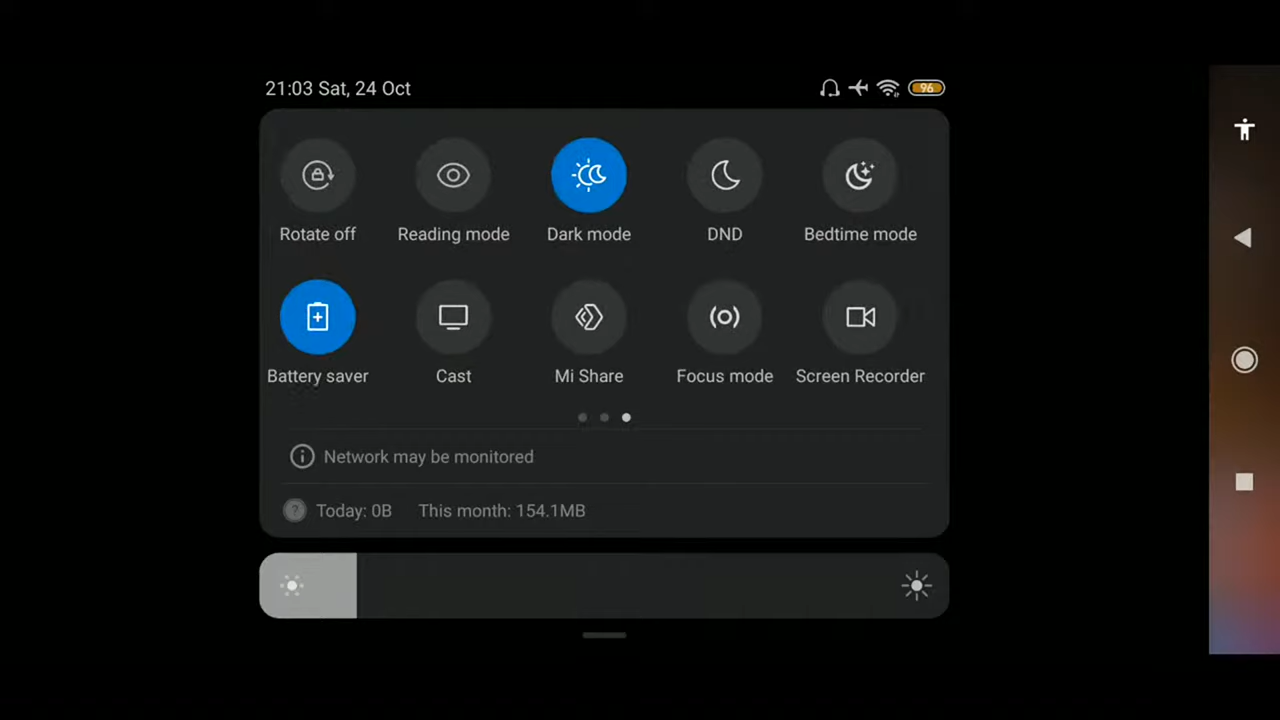 21:03 Sat, 24 Oct
96
Rotate off
Reading mode
Dark mode
DND
Bedtime mode
Battery saver
Cast
Mi Share
Focus mode
Screen Recorder
Network may be monitored
? Today: 0B This month: 154.1MB